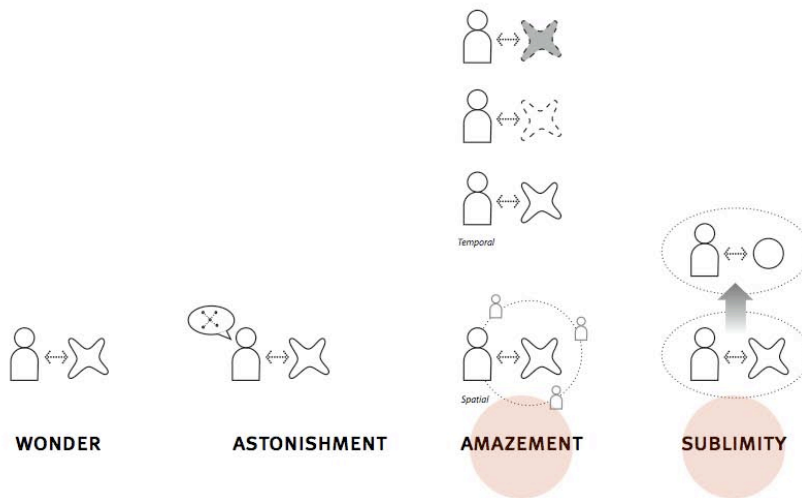 Temporal
Spatial
WONDER
ASTONISHMENT
AMAZEMENT
SUBLIMITY